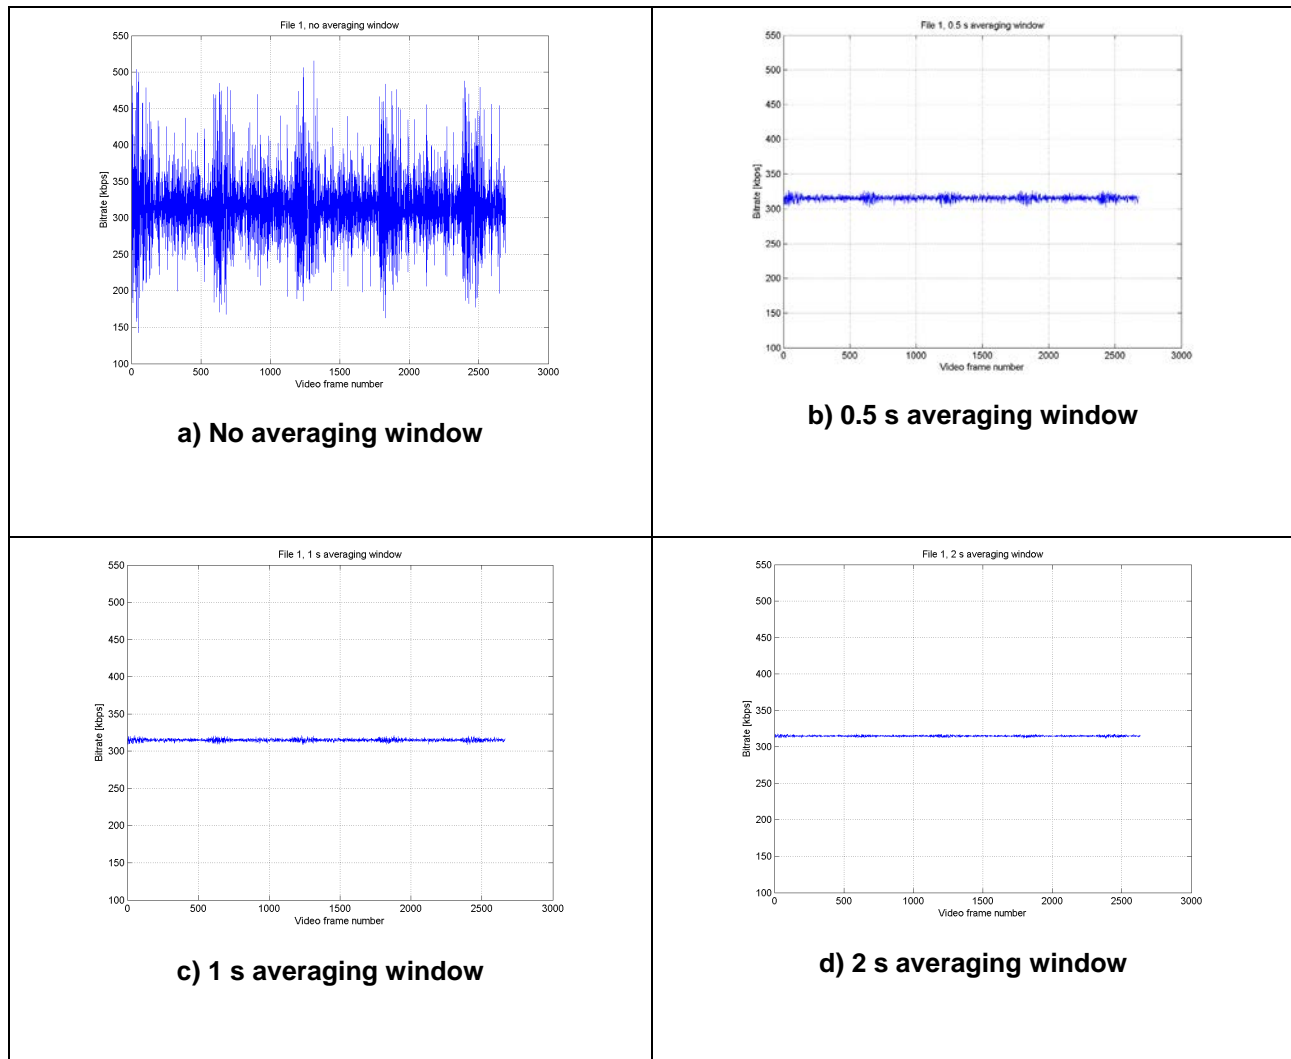 File 1, no averaging window
550
500
450
400
350
300
250
200
150
100
Bitrate [kbps]
0 500 1000 1500 2000 2500 3000
Video frame number
a) No averaging window
File 1, 0.5 s averaging window
550
500
450
400
350
300
250
200
150
100
Bitrate [kbps]
0 500 1000 1500 2000 2500 3000
Video frame number
b) 0.5 s averaging window
File 1, 1 s averaging window
550
500
450
400
350
300
250
200
150
100
Bitrate [kbps]
0 500 1000 1500 2000 2500 3000
Video frame number
c) 1 s averaging window
File 1, 2 s averaging window
550
500
450
400
350
300
250
200
150
100
Bitrate [kbps]
0 500 1000 1500 2000 2500 3000
Video frame number
d) 2 s averaging window